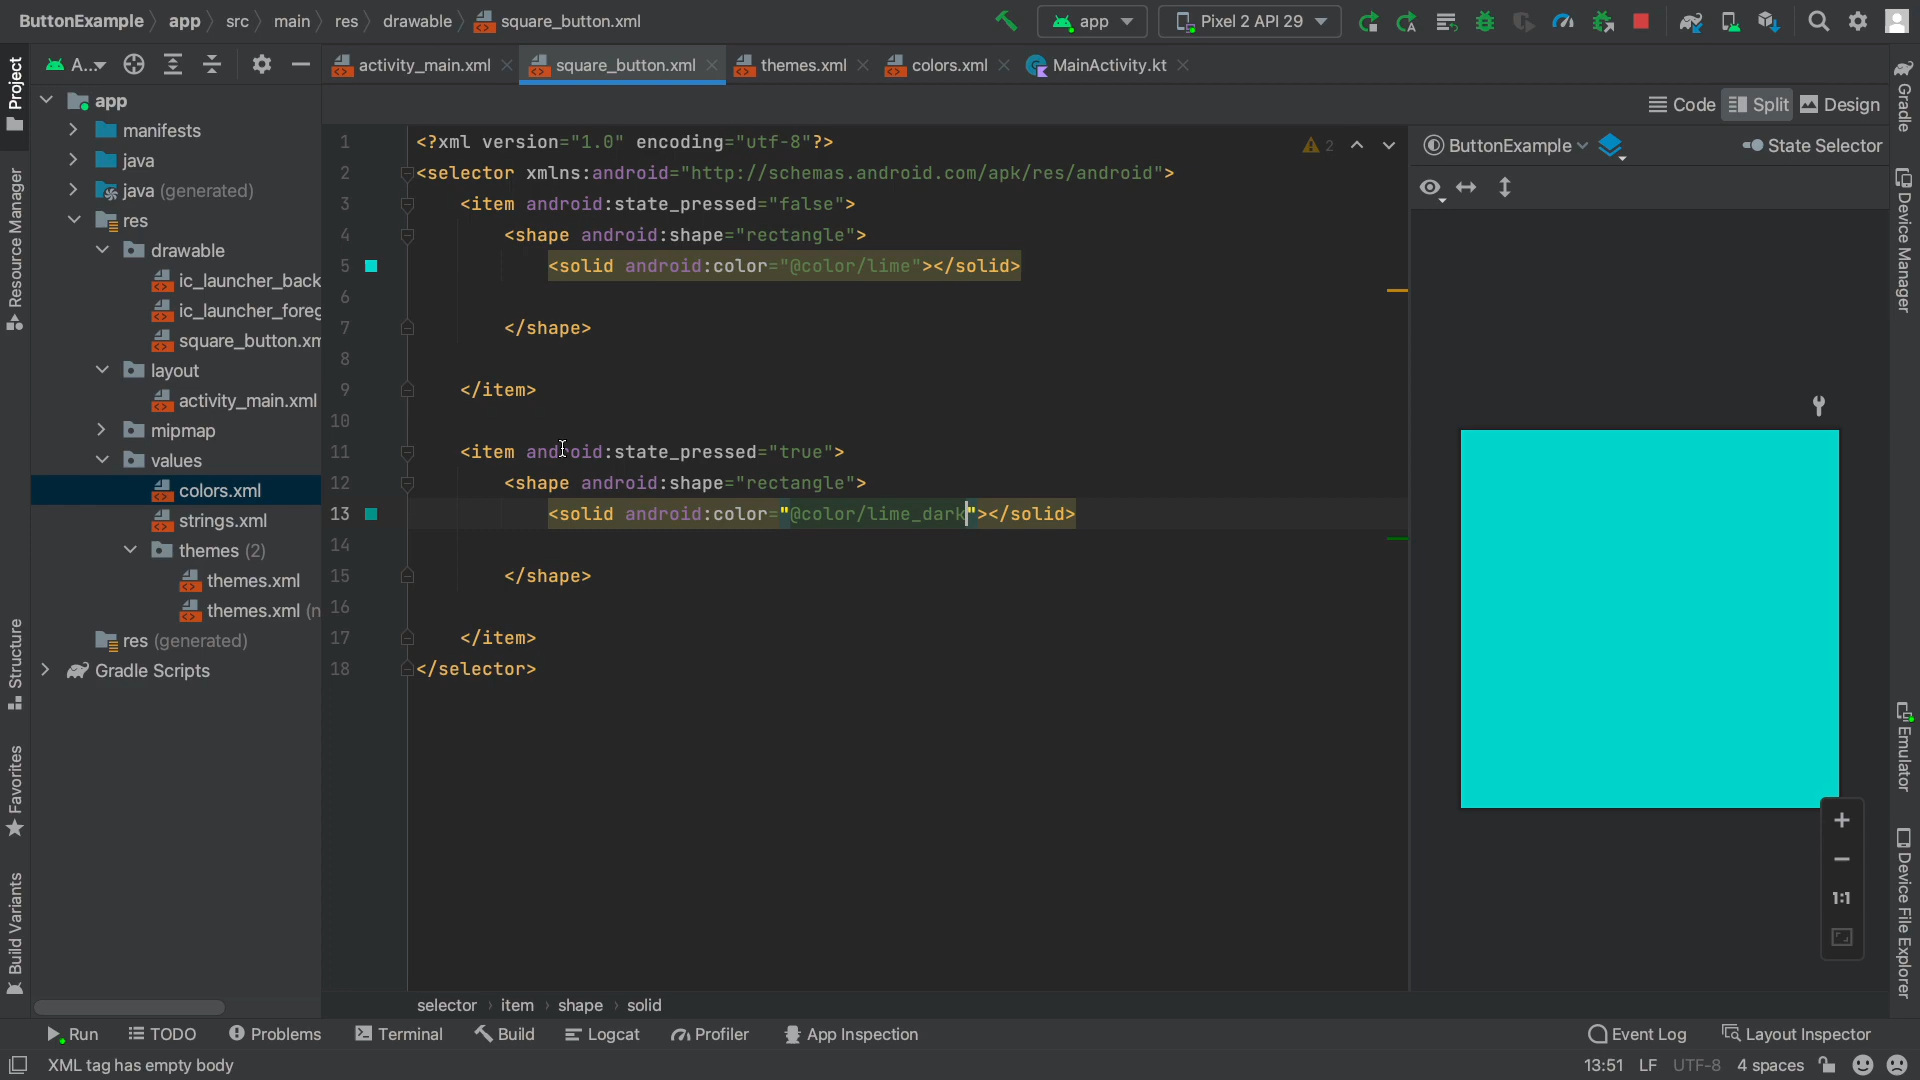 ButtonExample app src main res drawable square_button.xml app Pixel 2 API 29
A... activity_main.xml square_button.xml themes.xml colors.xml MainActivity.kt
Code Split Design
Project
Resource Manager
Structure
Favorites
Build Variants
app
manifests
java
java (generated)
res
drawable
ic_launcher_back
ic_launcher_foreg
square_button.xm
layout
activity_main.xml
mipmap
values
colors.xml
strings.xml
themes (2)
themes.xml
themes.xml (n
res (generated)
Gradle Scripts
1 <?xml version="1.0" encoding="utf-8"?>
2 <selector xmlns:android="http://schemas.android.com/apk/res/android">
3 <item android:state_pressed="false">
4 <shape android:shape="rectangle">
5 <solid android:color="@color/lime"></solid>
6
7 </shape>
8
9 </item>
10
11 <item android:state_pressed="true">
12 <shape android:shape="rectangle">
13 <solid android:color="@color/lime_dark"></solid>
14
15 </shape>
16
17 </item>
18 </selector>
2
ButtonExample State Selector
1:1
Gradle
Device Manager
Emulator
Device File Explorer
selector item shape solid
Run TODO Problems Terminal Build Logcat Profiler App Inspection Event Log Layout Inspector
XML tag has empty body 13:51 LF UTF-8 4 spaces